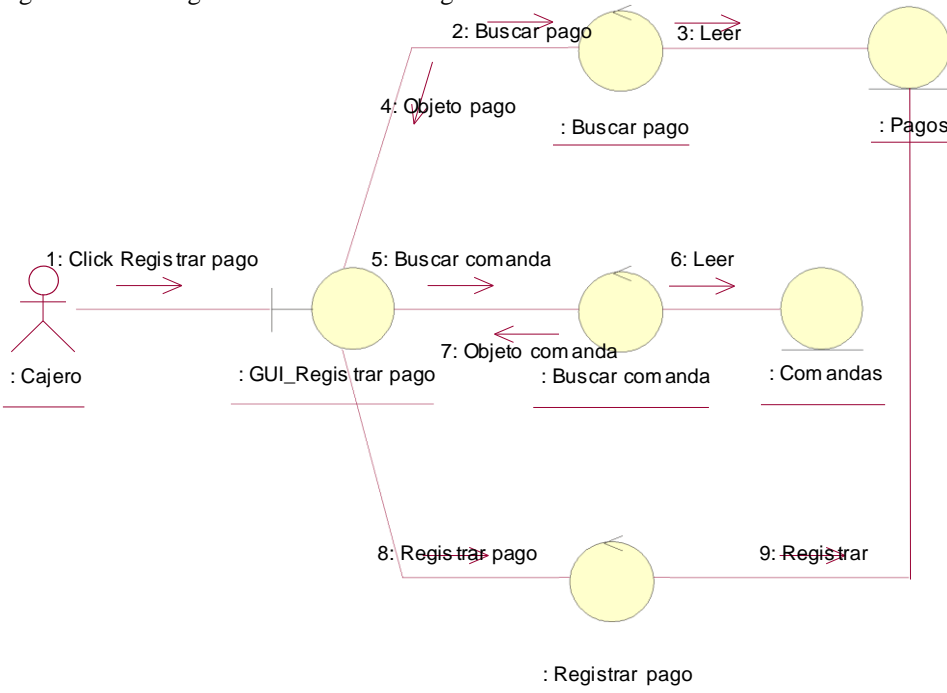 2: Buscar pago
3: Leer
4: Objeto pago
: Buscar pago
: Pagos
1: Click Registrar pago
5: Buscar comanda
6: Leer
7: Objeto comanda
: Cajero
: GUI_Registrar pago
: Buscar comanda
: Comandas
8: Registrar pago
9: Registrar
: Registrar pago